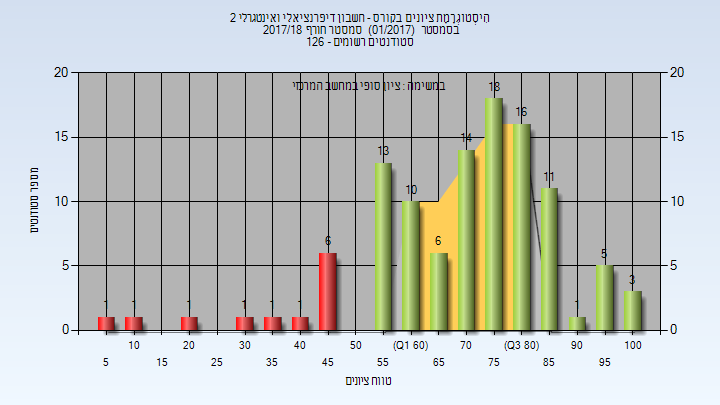 היסטוגרמת ציונים בקורס - חשבון דיפרנציאלי ואינטגרלי 2
בסמסטר (01/2017) סמסטר חורף 2017/18
סטודנטים רשומים - 126
במשימה : ציון סופי במחשב המרכזי
20 20
15 15
10 10
5 5
0 0
מספר סטודנטים
1 1 1 1 1 1 6 13 10 6 14 18 16 11 1 5 3
10 20 30 40 50 (Q1 60) 70 (Q3 80) 90 100
5 15 25 35 45 55 65 75 85 95
טווח ציונים